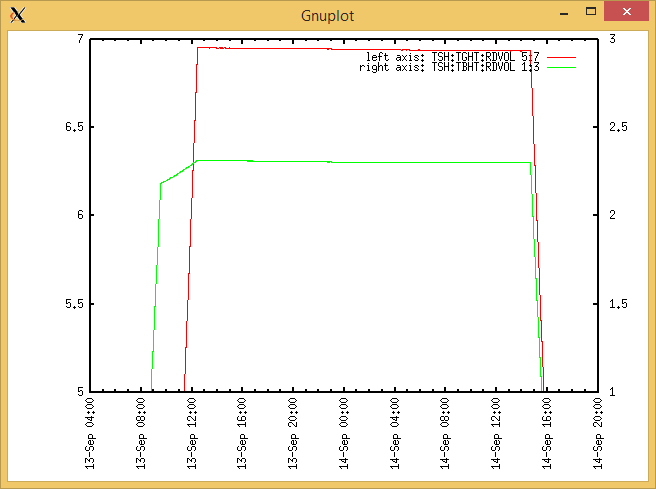 Gnuplot
7
6.5
6
5.5
5
3
2.5
2
1.5
1
left axis: TSH:TGHT:RDVOL 5:7
right axis: TSH:TBHT:RDVOL 1:3
13-Sep 04:00
13-Sep 08:00
13-Sep 12:00
13-Sep 16:00
13-Sep 20:00
14-Sep 00:00
14-Sep 04:00
14-Sep 08:00
14-Sep 12:00
14-Sep 16:00
14-Sep 20:00